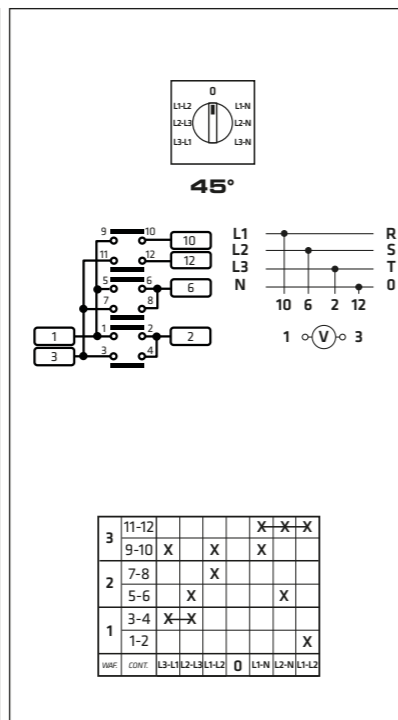 0
L1-L2 L1-N
L2-L3 L2-N
L3-L1 L3-N
45°
9 10 10
11 12 12
5 6 6
7 8
1 1 2 2
3 3 4
L1 R
L2 S
L3 T
N 0
10 6 2 12
1 V 3
3 11-12 X X X
9-10 X X X
2 7-8 X
5-6 X X
1 3-4 X X
1-2 X
WAF. CONT. L3-L1 L2-L3 L1-L2 0 L1-N L2-N L1-L2